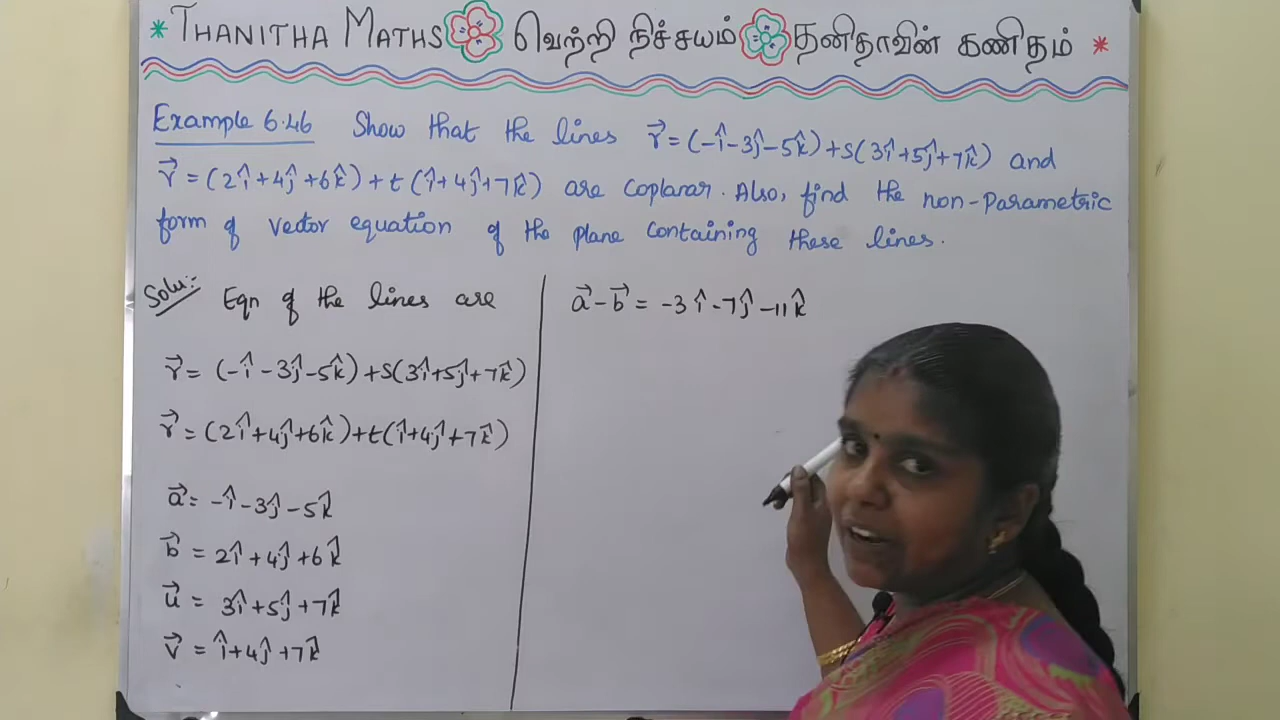 * THANITHA MATHS வெற்றி நிச்சயம் தனிதாவின் கணிதம் *
Example 6.46 Show that the lines r⃗ = (-î-3ĵ-5k̂)+s(3î+5ĵ+7k̂) and
r⃗ = (2î+4ĵ+6k̂)+t(î+4ĵ+7k̂) are coplanar. Also, find the non-Parametric
form of vector equation of the plane containing these lines.
Solu:- Eqn of the lines are
r⃗ = (-î-3ĵ-5k̂)+s(3î+5ĵ+7k̂)
r⃗ = (2î+4ĵ+6k̂)+t(î+4ĵ+7k̂)
a⃗ = -î-3ĵ-5k̂
b⃗ = 2î+4ĵ+6k̂
u⃗ = 3î+5ĵ+7k̂
v⃗ = î+4ĵ+7k̂
a⃗-b⃗ = -3î-7ĵ-11k̂